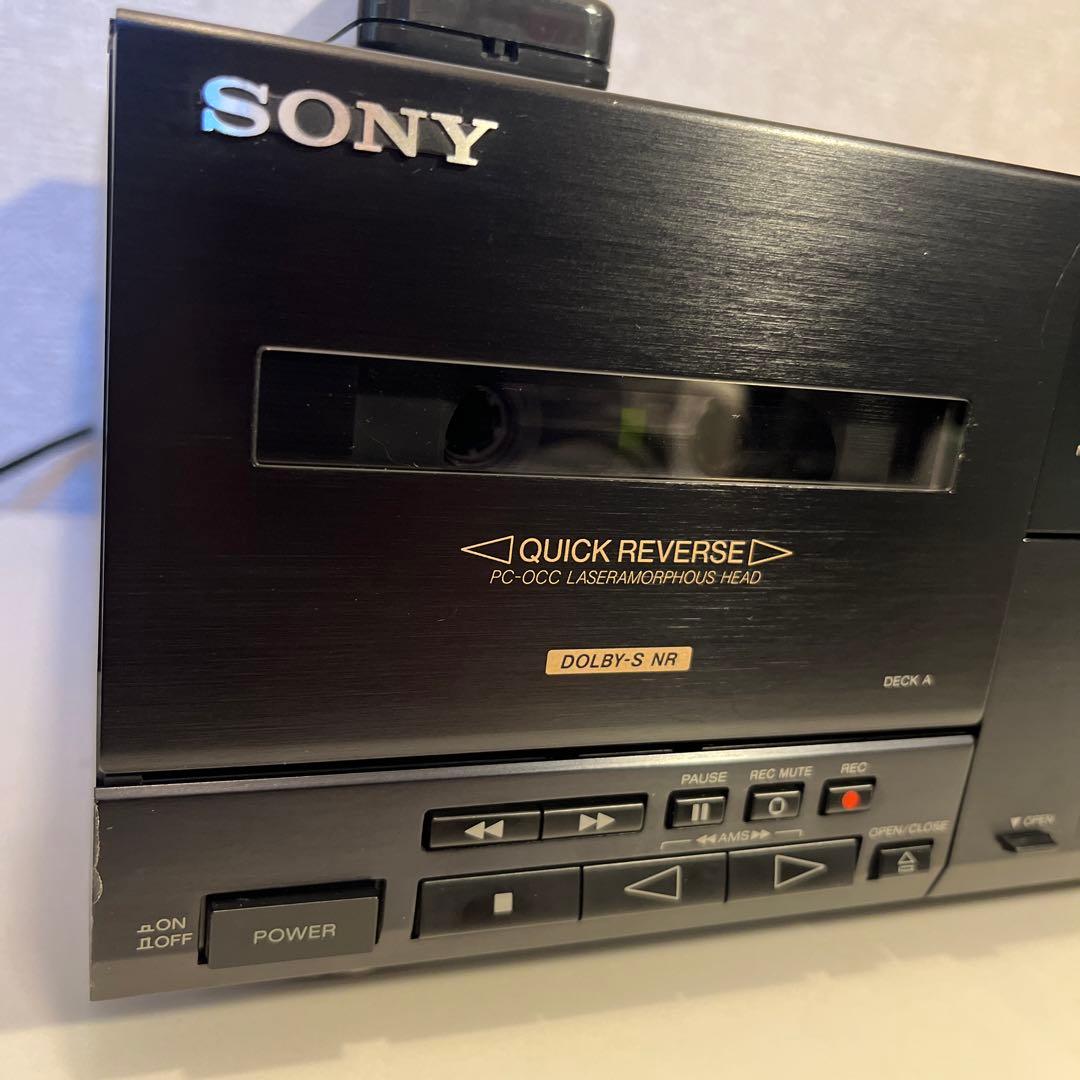 SONY
◁ QUICK REVERSE ▷
PC-OCC LASERAMORPHOUS HEAD
DOLBY-S NR
DECK A
PAUSE
REC MUTE
REC
◀◀ AMS ▶▶
OPEN/CLOSE
▼ OPEN
ON
OFF
POWER